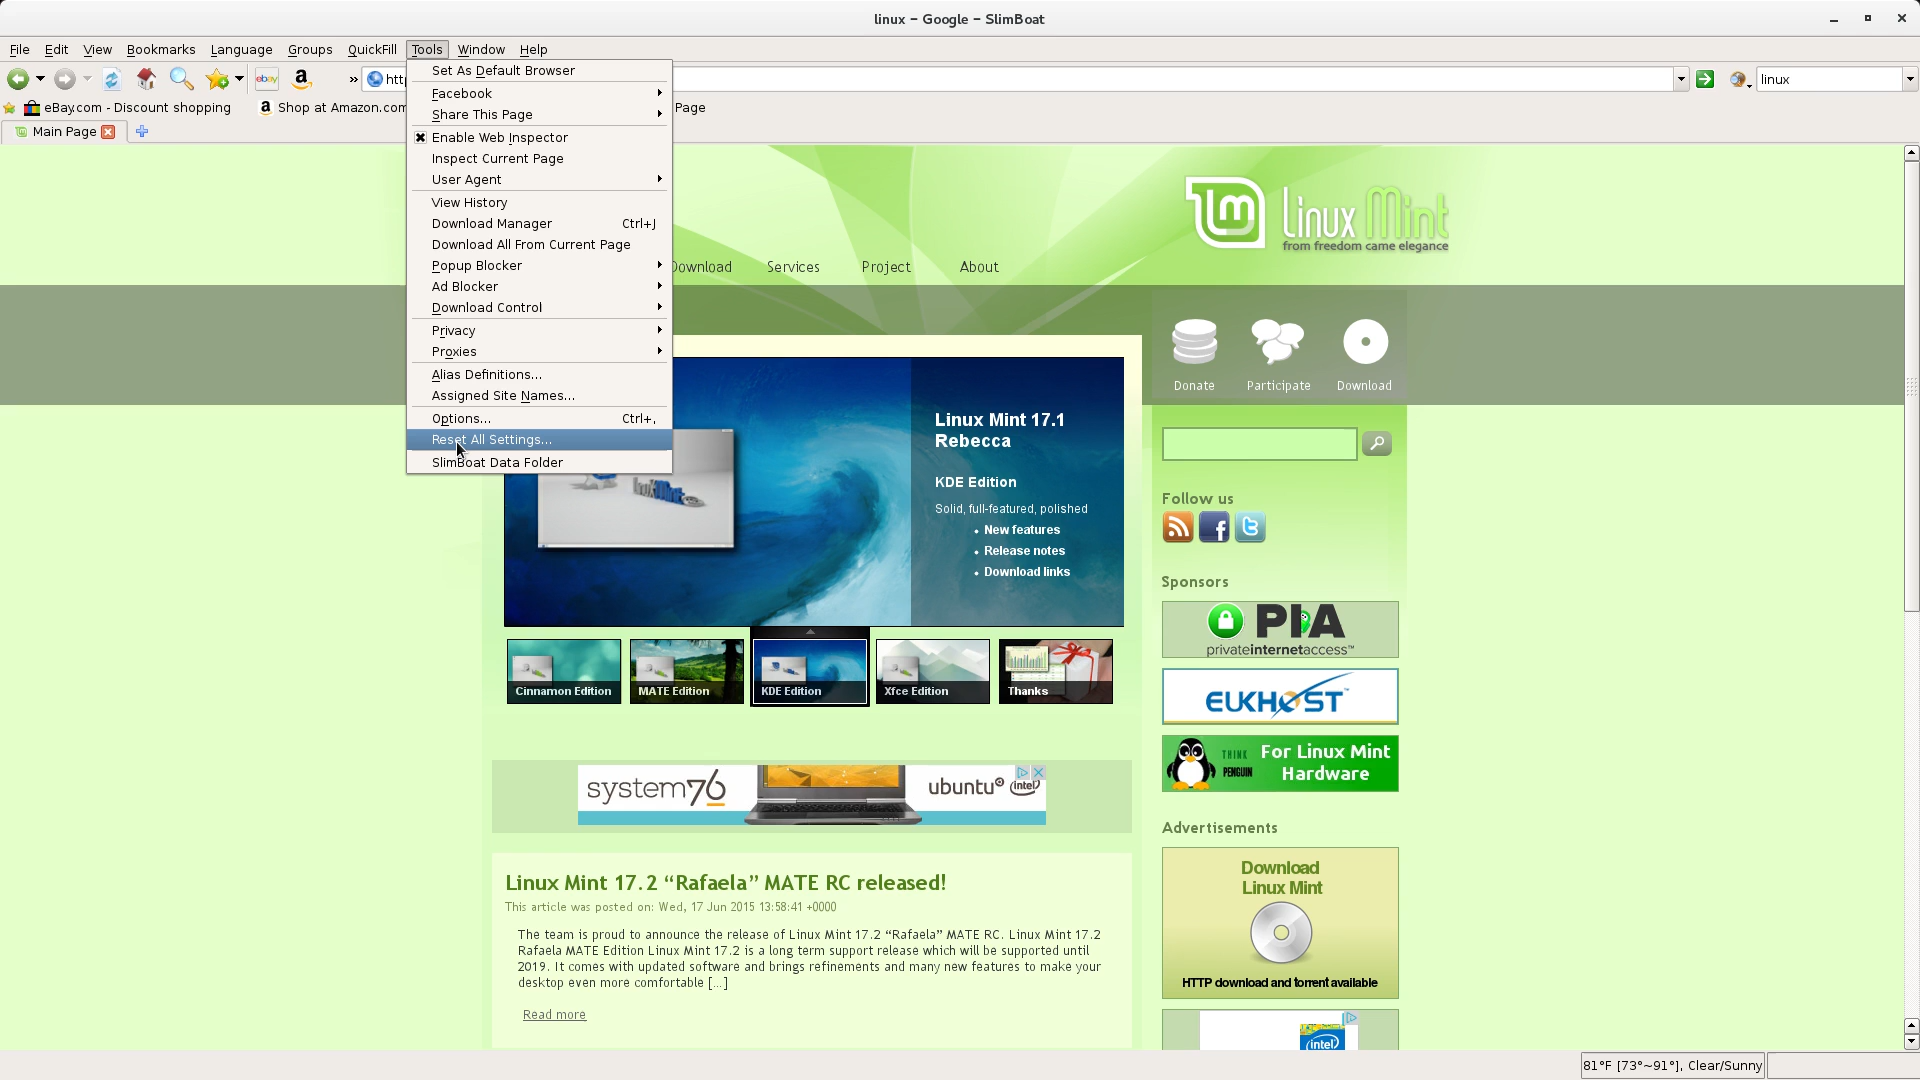 linux – Google – SlimBoat
File Edit View Bookmarks Language Groups QuickFill Tools Window Help
ebay a » linux
eBay.com - Discount shopping a Shop at Amazon.com Page
Main Page
Set As Default Browser
Facebook
Share This Page
Enable Web Inspector
Inspect Current Page
User Agent
View History
Download Manager Ctrl+J
Download All From Current Page
Popup Blocker
Ad Blocker
Download Control
Privacy
Proxies
Alias Definitions...
Assigned Site Names...
Options... Ctrl+,
Reset All Settings...
SlimBoat Data Folder
Linux Mint
from freedom came elegance
Download Services Project About
Donate Participate Download
Linux Mint 17.1
Rebecca
KDE Edition
Solid, full-featured, polished
• New features
• Release notes
• Download links
Cinnamon Edition MATE Edition KDE Edition Xfce Edition Thanks
system76 ubuntu® intel
Linux Mint 17.2 “Rafaela” MATE RC released!
This article was posted on: Wed, 17 Jun 2015 13:58:41 +0000
The team is proud to announce the release of Linux Mint 17.2 “Rafaela” MATE RC. Linux Mint 17.2
Rafaela MATE Edition Linux Mint 17.2 is a long term support release which will be supported until
2019. It comes with updated software and brings refinements and many new features to make your
desktop even more comfortable [...]
Read more
Follow us
Sponsors
PIA
privateinternetaccess™
EUKHOST
THINK
PENGUIN
For Linux Mint
Hardware
Advertisements
Download
Linux Mint
HTTP download and torrent available
intel
81°F [73°~91°], Clear/Sunny